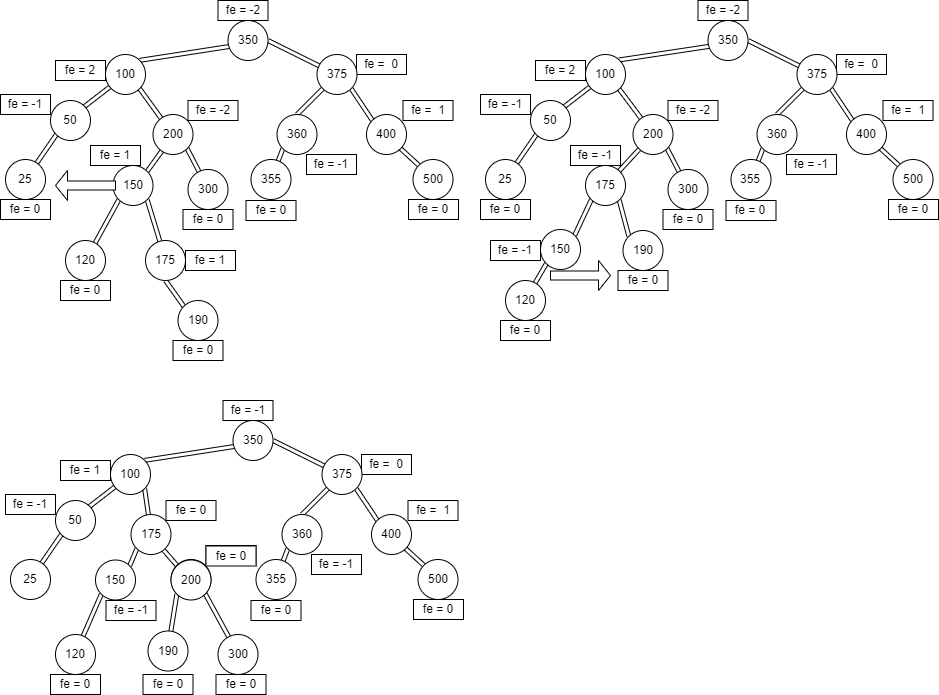 fe = -2
350
fe = 2
100
375
fe =  0
fe = -1
50
fe = -2
200
360
400
fe =  1
fe = 1
fe = -1
25
150
300
355
500
fe = 0
fe = 0
fe = 0
fe = 0
120
175
fe = 1
fe = 0
190
fe = 0
fe = -2
350
fe = 2
100
375
fe =  0
fe = -1
50
fe = -2
200
360
400
fe =  1
fe = -1
fe = -1
25
175
300
355
500
fe = 0
fe = 0
fe = 0
fe = 0
fe = -1
150
190
fe = 0
120
fe = 0
fe = -1
350
fe = 1
100
375
fe =  0
fe = -1
50
fe = 0
175
360
400
fe =  1
fe = 0
fe = -1
25
150
200
355
500
fe = -1
fe = 0
fe = 0
120
190
300
fe = 0
fe = 0
fe = 0